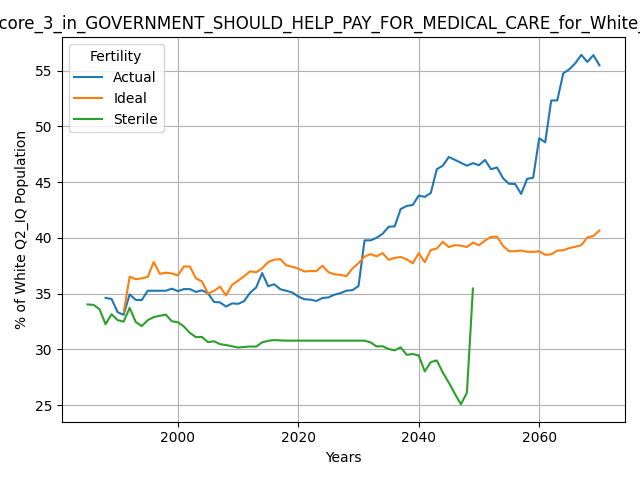 core_3_in_GOVERNMENT_SHOULD_HELP_PAY_FOR_MEDICAL_CARE_for_White_
Fertility
Actual
Ideal
Sterile
% of White Q2_IQ Population
55
50
45
40
35
30
25
2000
2020
2040
2060
Years